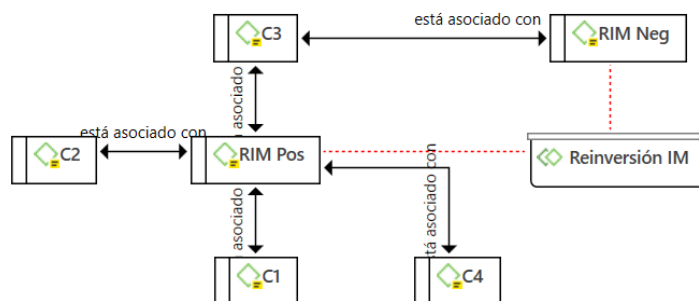 está asociado con
C3
RIM Neg
está asociado con
asociado
está asociado con
C2
RIM Pos
Reinversión IM
asociado
C1
C4